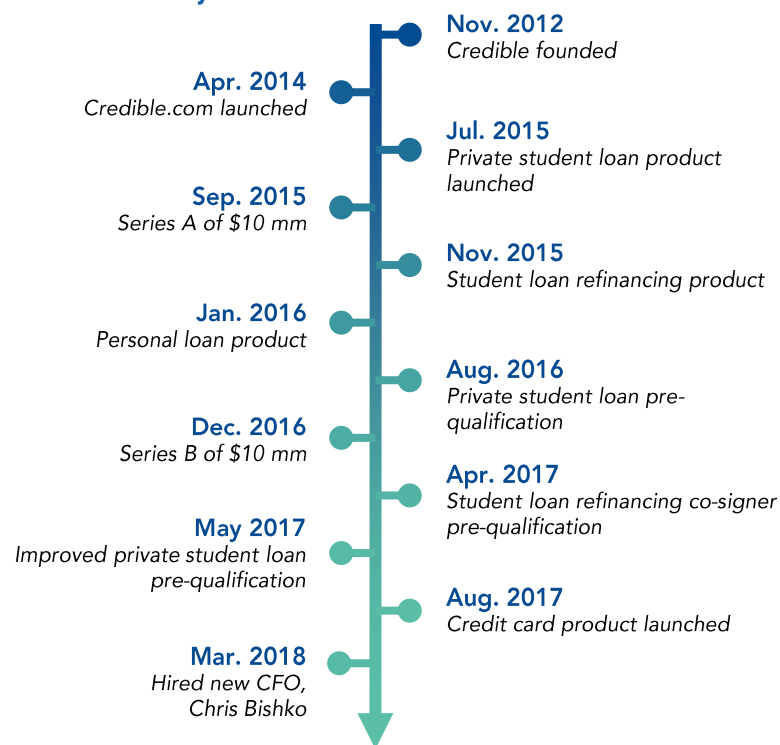 Nov. 2012
Credible founded
Apr. 2014
Credible.com launched
Jul. 2015
Private student loan product
launched
Sep. 2015
Series A of $10 mm
Nov. 2015
Student loan refinancing product
Jan. 2016
Personal loan product
Aug. 2016
Private student loan pre-
qualification
Dec. 2016
Series B of $10 mm
Apr. 2017
Student loan refinancing co-signer
pre-qualification
May 2017
Improved private student loan
pre-qualification
Aug. 2017
Credit card product launched
Mar. 2018
Hired new CFO,
Chris Bishko